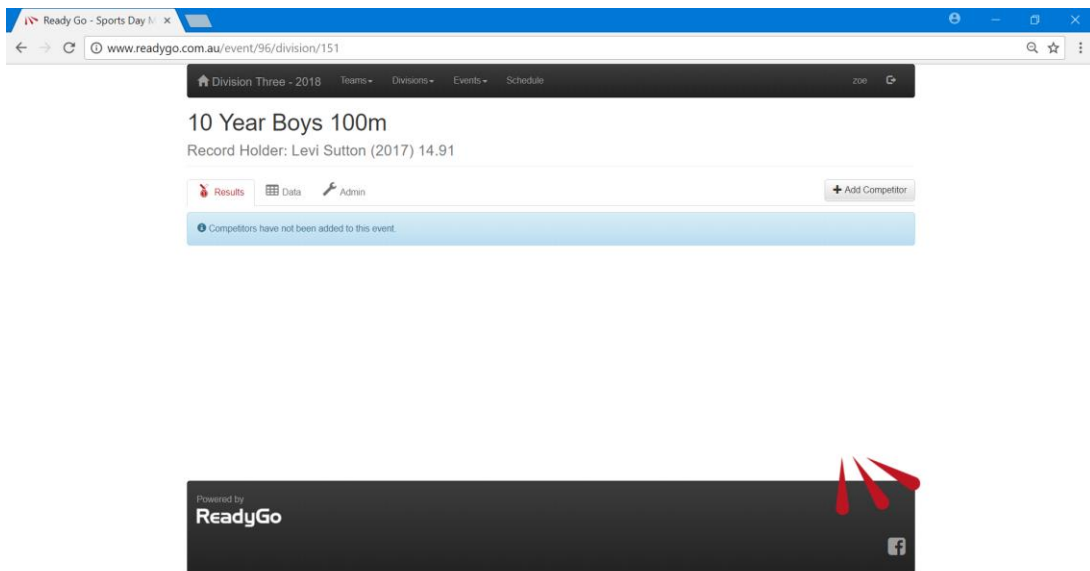 Ready Go - Sports Day M
www.readygo.com.au/event/96/division/151
Division Three - 2018 Teams Divisions Events Schedule zoe
10 Year Boys 100m
Record Holder: Levi Sutton (2017) 14.91
Results Data Admin + Add Competitor
Competitors have not been added to this event.
Powered by
ReadyGo